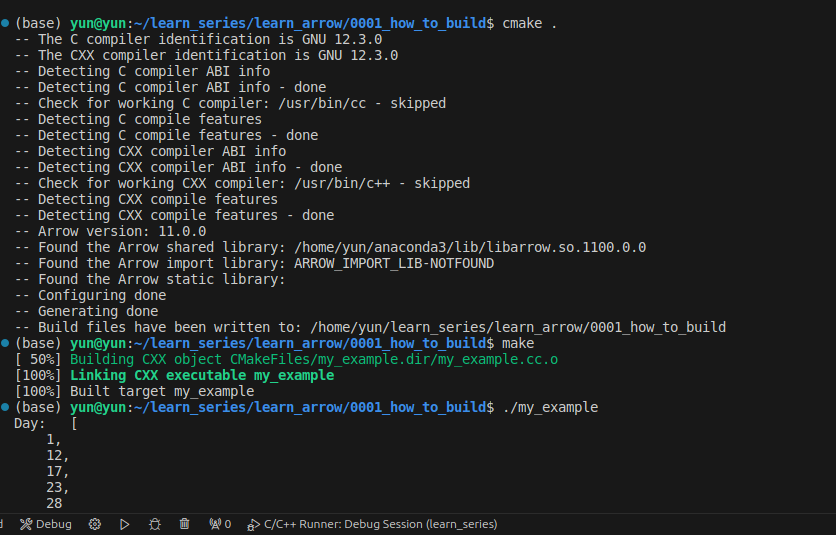 (base) yun@yun:~/learn_series/learn_arrow/0001_how_to_build$ cmake .
-- The C compiler identification is GNU 12.3.0
-- The CXX compiler identification is GNU 12.3.0
-- Detecting C compiler ABI info
-- Detecting C compiler ABI info - done
-- Check for working C compiler: /usr/bin/cc - skipped
-- Detecting C compile features
-- Detecting C compile features - done
-- Detecting CXX compiler ABI info
-- Detecting CXX compiler ABI info - done
-- Check for working CXX compiler: /usr/bin/c++ - skipped
-- Detecting CXX compile features
-- Detecting CXX compile features - done
-- Arrow version: 11.0.0
-- Found the Arrow shared library: /home/yun/anaconda3/lib/libarrow.so.1100.0.0
-- Found the Arrow import library: ARROW_IMPORT_LIB-NOTFOUND
-- Found the Arrow static library:
-- Configuring done
-- Generating done
-- Build files have been written to: /home/yun/learn_series/learn_arrow/0001_how_to_build
(base) yun@yun:~/learn_series/learn_arrow/0001_how_to_build$ make
[ 50%] Building CXX object CMakeFiles/my_example.dir/my_example.cc.o
[100%] Linking CXX executable my_example
[100%] Built target my_example
(base) yun@yun:~/learn_series/learn_arrow/0001_how_to_build$ ./my_example
Day:   [
    1,
    12,
    17,
    23,
    28
Debug 0 C/C++ Runner: Debug Session (learn_series)